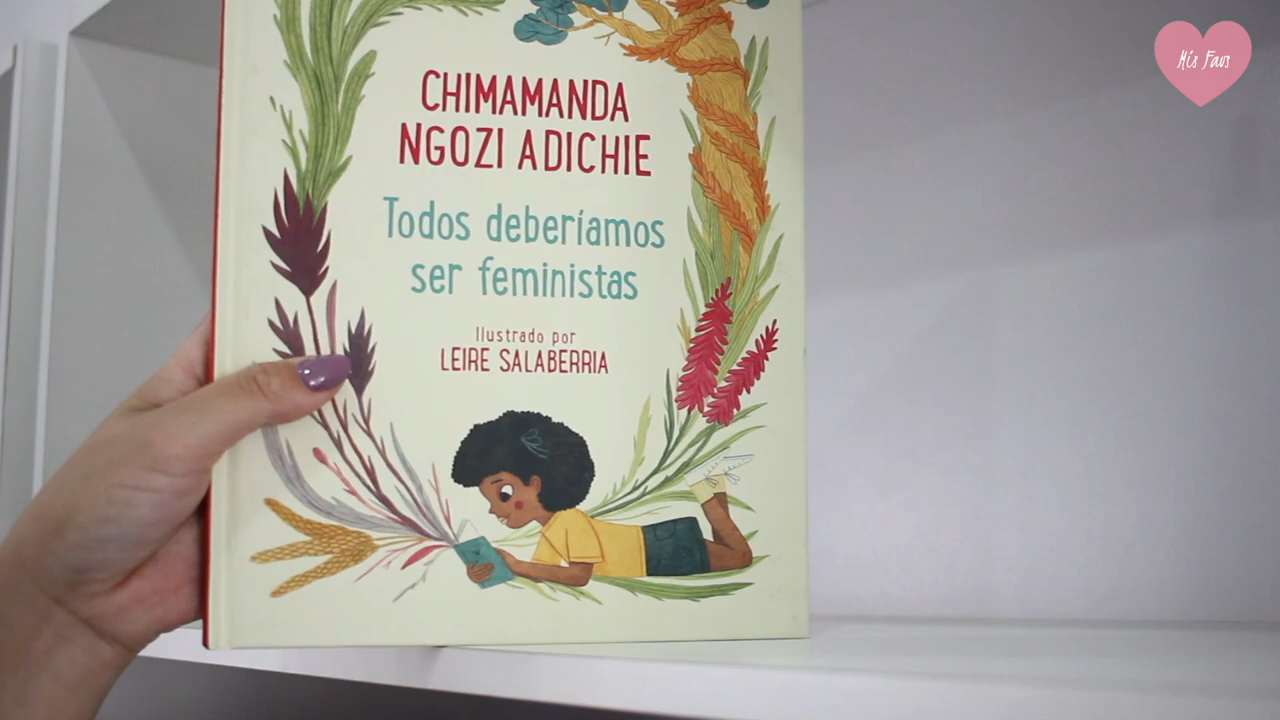 CHIMAMANDA
NGOZI ADICHIE
Todos deberíamos
ser feministas
Ilustrado por
LEIRE SALABERRIA
Mis Favs